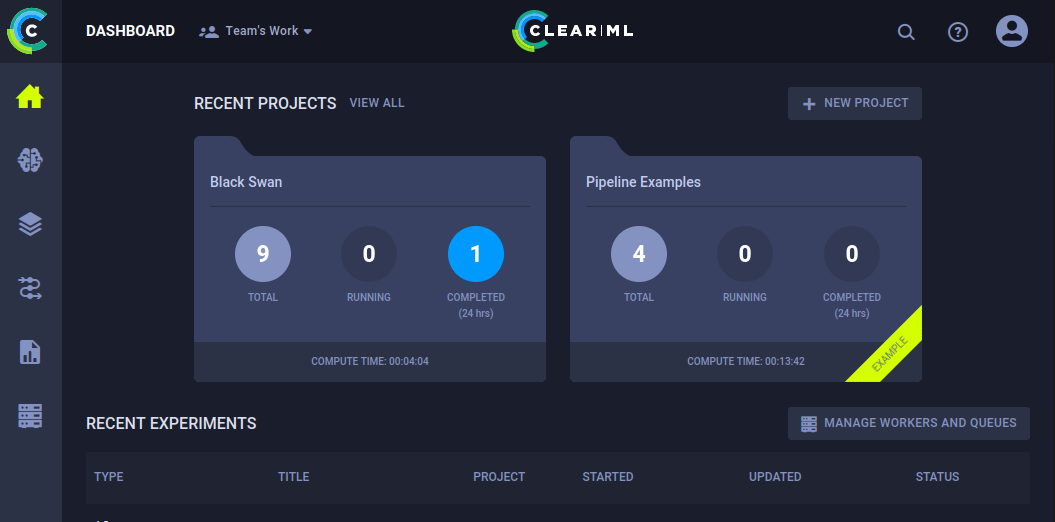 DASHBOARD
Team's Work
CLEAR|ML
RECENT PROJECTS
VIEW ALL
NEW PROJECT
Black Swan
9
0
1
TOTAL
RUNNING
COMPLETED
(24 hrs)
COMPUTE TIME: 00:04:04
Pipeline Examples
4
0
0
TOTAL
RUNNING
COMPLETED
(24 hrs)
COMPUTE TIME: 00:13:42
EXAMPLE
RECENT EXPERIMENTS
MANAGE WORKERS AND QUEUES
TYPE
TITLE
PROJECT
STARTED
UPDATED
STATUS